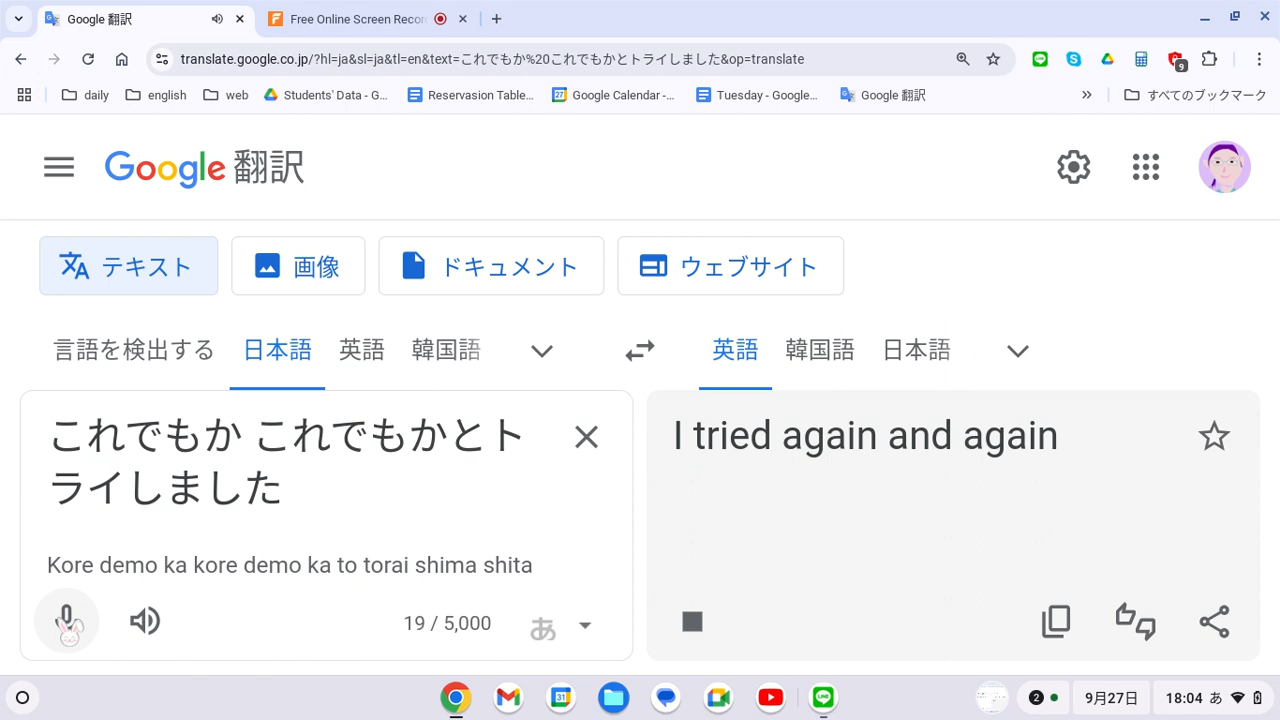 Google 翻訳
Free Online Screen Recor
translate.google.co.jp/?hl=ja&sl=ja&tl=en&text=これでもか%20これでもかとトライしました&op=translate
9
daily
english
web
Students' Data - G...
Reservasion Table...
Google Calendar -...
Tuesday - Google...
Google 翻訳
»
すべてのブックマーク
Google 翻訳
テキスト
画像
ドキュメント
ウェブサイト
言語を検出する
日本語
英語
韓国語
英語
韓国語
日本語
これでもか これでもかとト
ライしました
I tried again and again
Kore demo ka kore demo ka to torai shima shita
19 / 5,000
あ
31
2
9月27日
18:04
あ